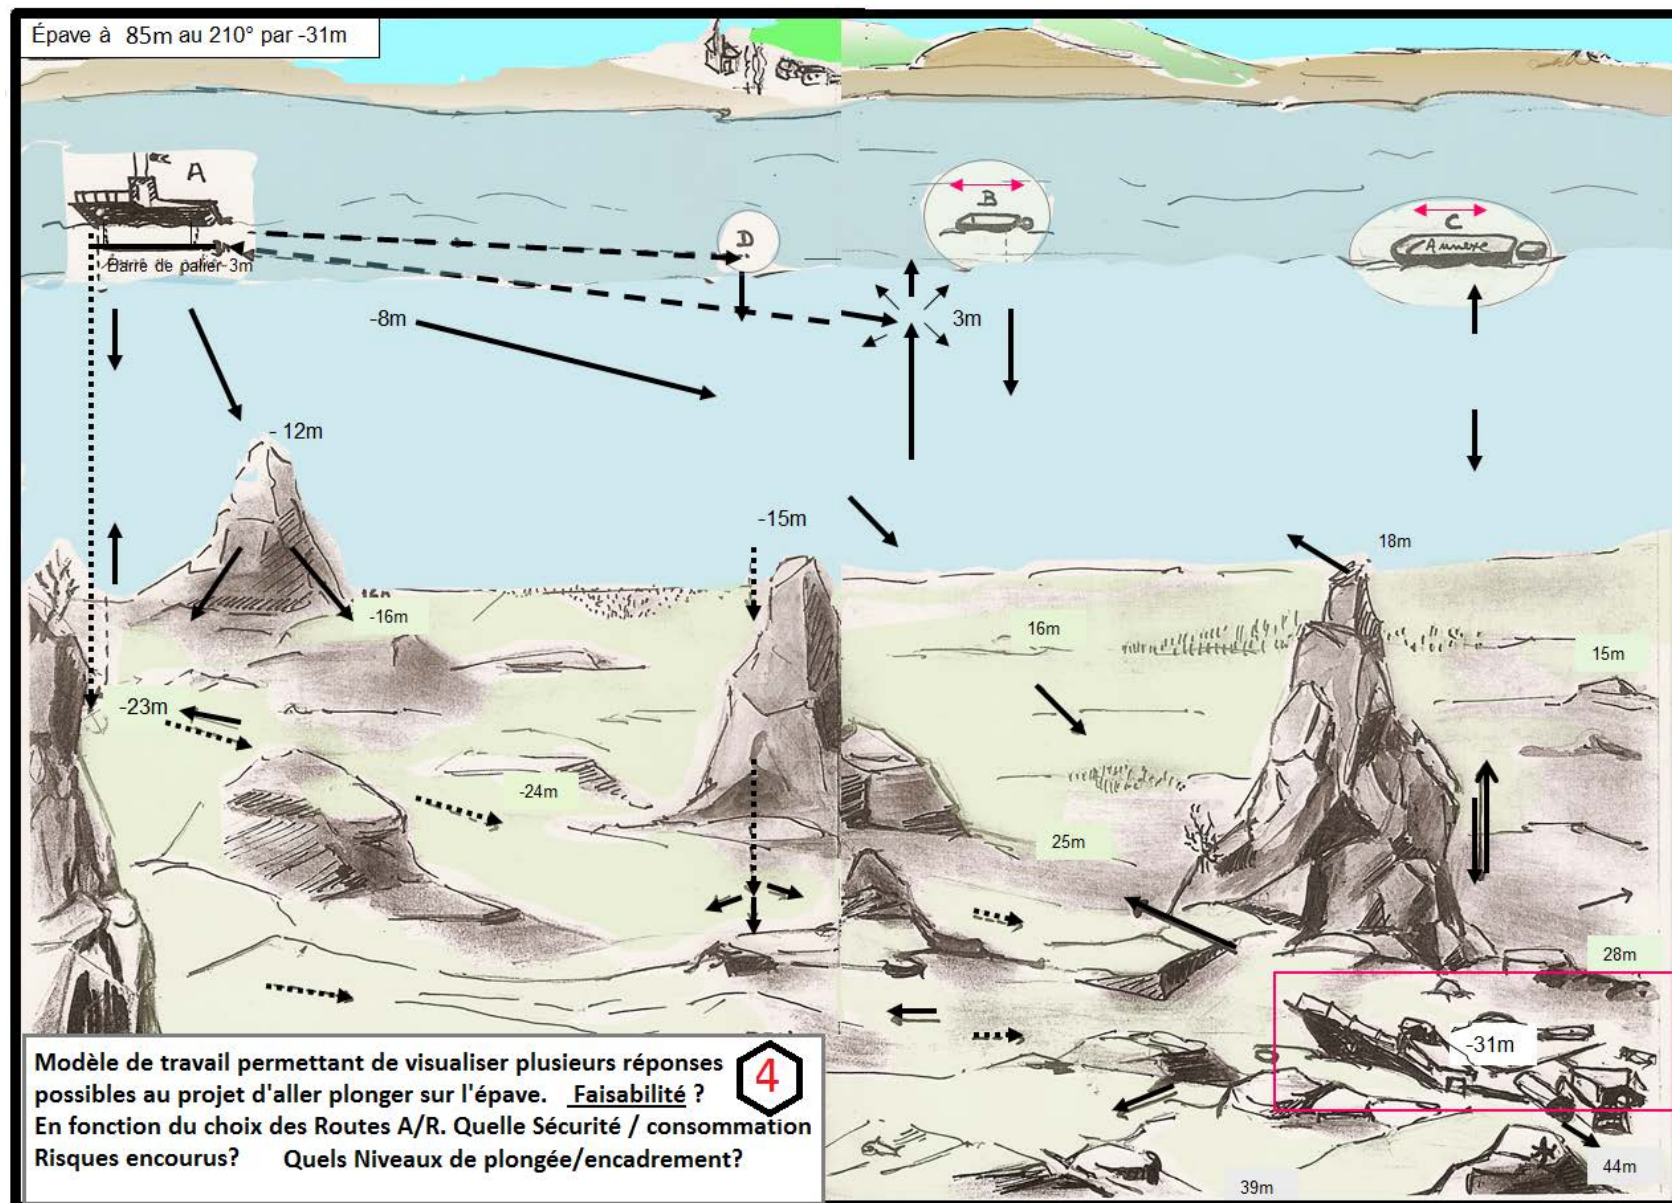 Épave à 85m au 210° par -31m
A
B
C
Annexe
D
3m
Barre de palier-3m
-8m
3m
- 12m
-15m
18m
-16m
16m
15m
-23m
-24m
25m
28m
-31m
44m
39m
Modèle de travail permettant de visualiser plusieurs réponses
possibles au projet d'aller plonger sur l'épave. Faisabilité ?
4
En fonction du choix des Routes A/R. Quelle Sécurité / consommation
Risques encourus? Quels Niveaux de plongée/encadrement?